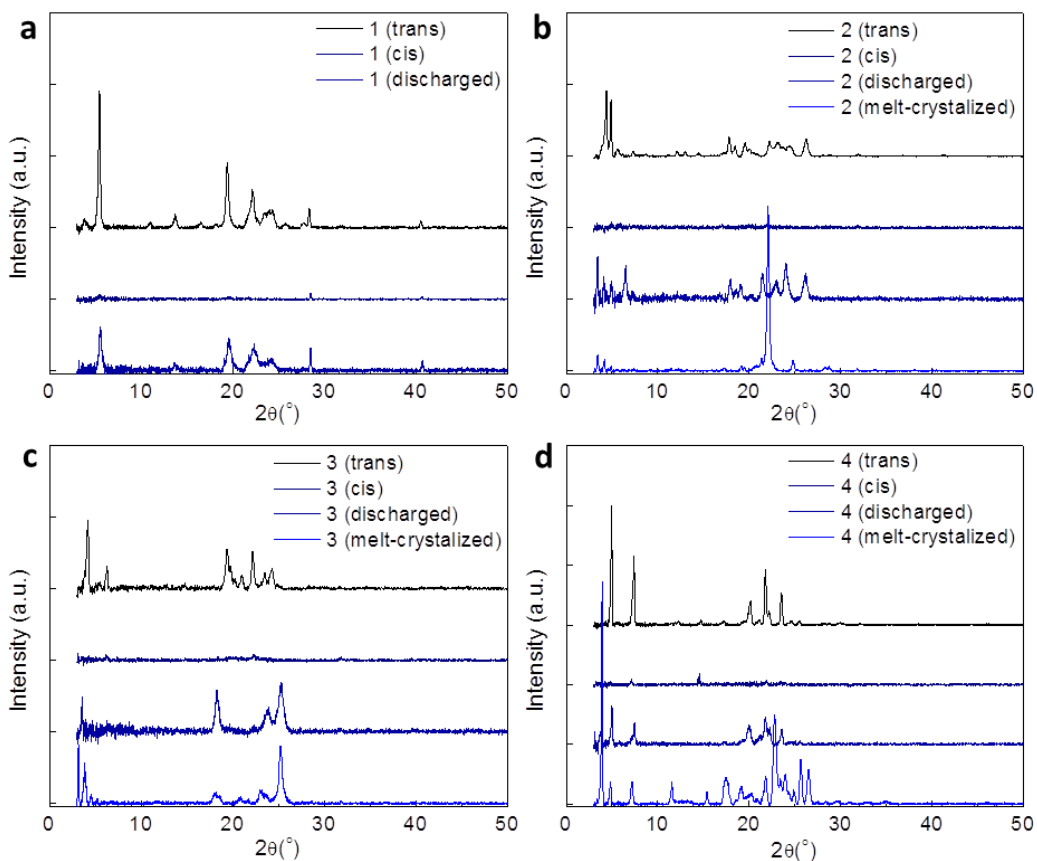 a
1 (trans)
1 (cis)
1 (discharged)
Intensity (a.u.)
0 10 20 30 40 50
2θ(°)
b
2 (trans)
2 (cis)
2 (discharged)
2 (melt-crystalized)
Intensity (a.u.)
0 10 20 30 40 50
2θ(°)
c
3 (trans)
3 (cis)
3 (discharged)
3 (melt-crystalized)
Intensity (a.u.)
0 10 20 30 40 50
2θ(°)
d
4 (trans)
4 (cis)
4 (discharged)
4 (melt-crystalized)
Intensity (a.u.)
0 10 20 30 40 50
2θ(°)